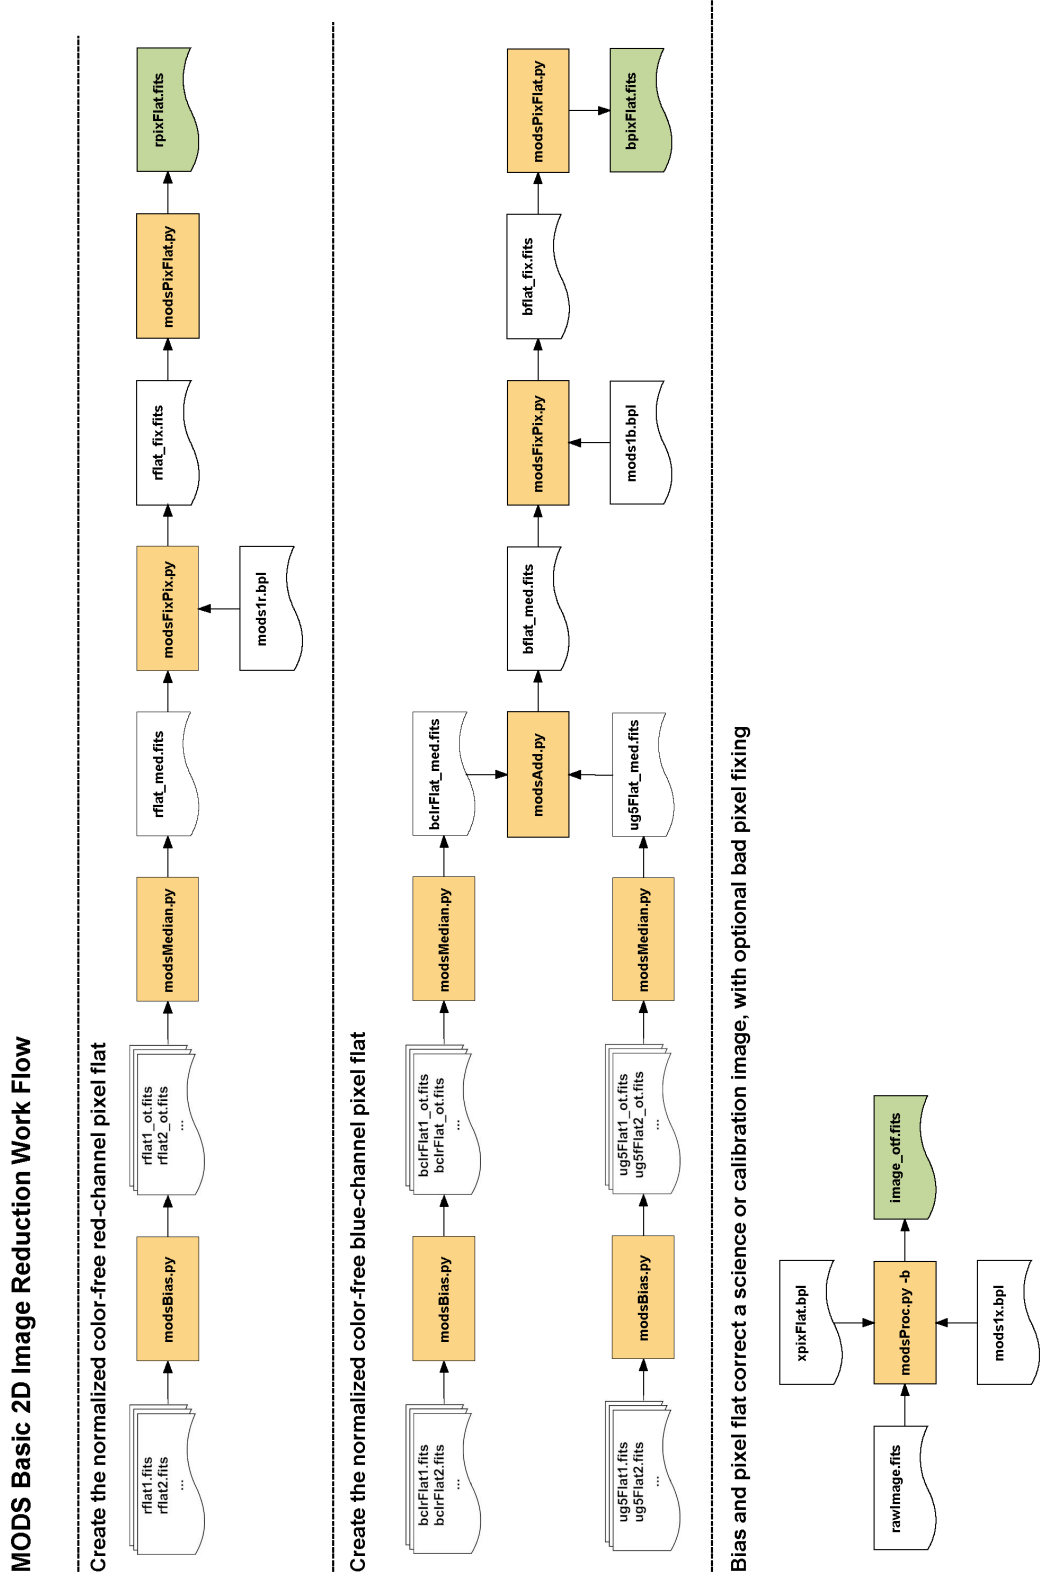 MODS Basic 2D Image Reduction Work Flow
Create the normalized color-free red-channel pixel flat
rflat1.fits
rflat2.fits
...
modsBias.py
rflat1_ot.fits
rflat2_ot.fits
...
modsMedian.py
rflat_med.fits
modsFixPix.py
mods1r.bpl
rflat_fix.fits
modsPixFlat.py
rpixFlat.fits
Create the normalized color-free blue-channel pixel flat
bclrFlat1.fits
bclrFlat2.fits
...
modsBias.py
bclrFlat1_ot.fits
bclrFlat_ot.fits
...
modsMedian.py
bclrFlat_med.fits
ug5Flat1.fits
ug5Flat2.fits
...
modsBias.py
ug5Flat1_ot.fits
ug5fFlat2_ot.fits
...
modsMedian.py
ug5Flat_med.fits
modsAdd.py
bflat_med.fits
modsFixPix.py
mods1b.bpl
bflat_fix.fits
modsPixFlat.py
bpixFlat.fits
Bias and pixel flat correct a science or calibration image, with optional bad pixel fixing
rawImage.fits
xpixFlat.bpl
modsProc.py -b
mods1x.bpl
image_otf.fits